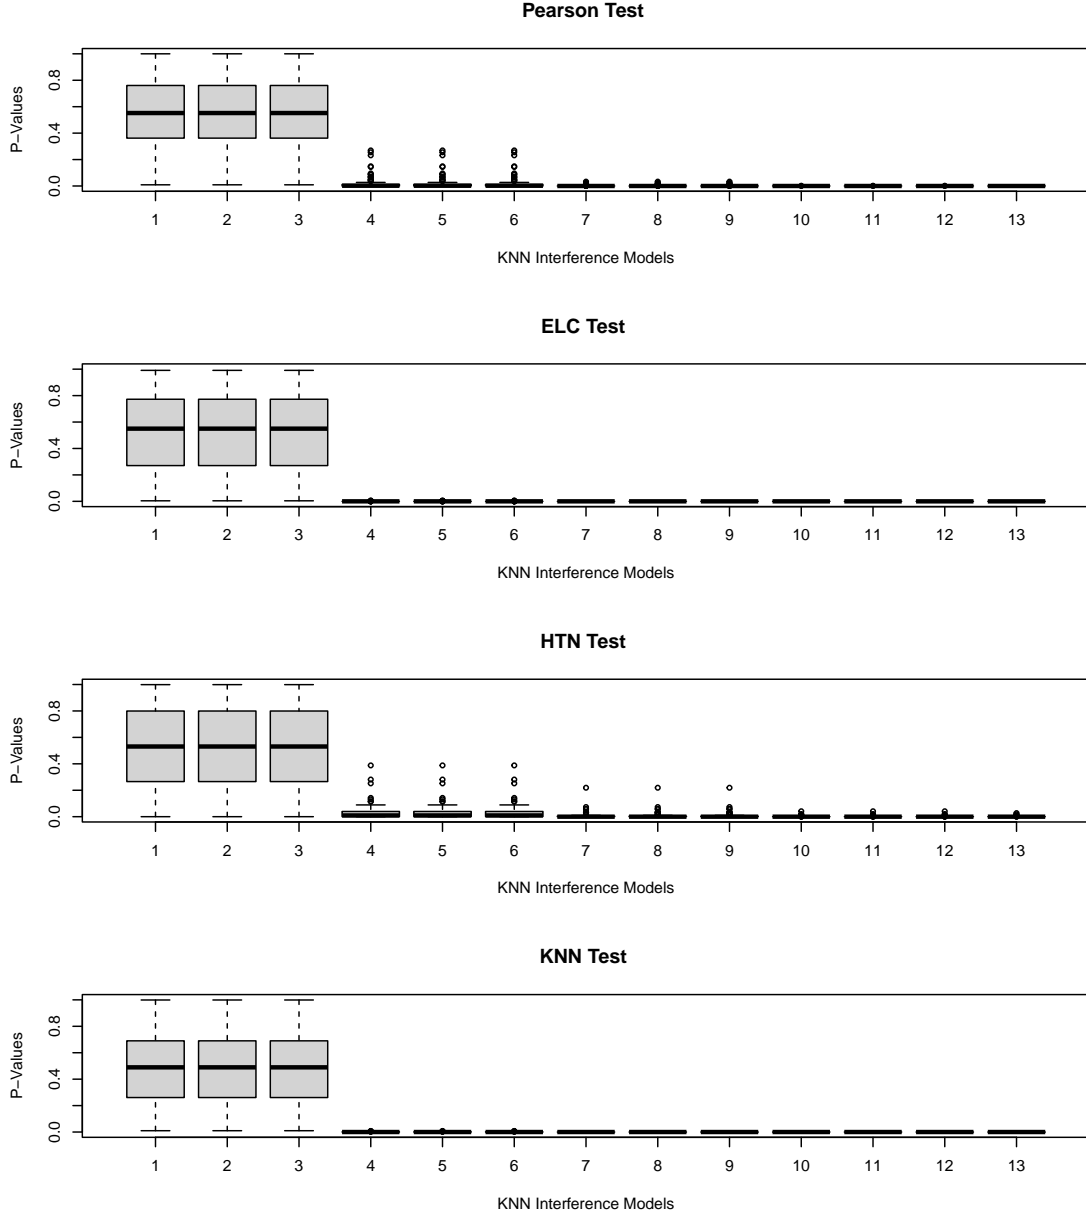 Pearson Test
P-Values
0.0 0.4 0.8
1 2 3 4 5 6 7 8 9 10 11 12 13
KNN Interference Models
ELC Test
P-Values
0.0 0.4 0.8
1 2 3 4 5 6 7 8 9 10 11 12 13
KNN Interference Models
HTN Test
P-Values
0.0 0.4 0.8
1 2 3 4 5 6 7 8 9 10 11 12 13
KNN Interference Models
KNN Test
P-Values
0.0 0.4 0.8
1 2 3 4 5 6 7 8 9 10 11 12 13
KNN Interference Models